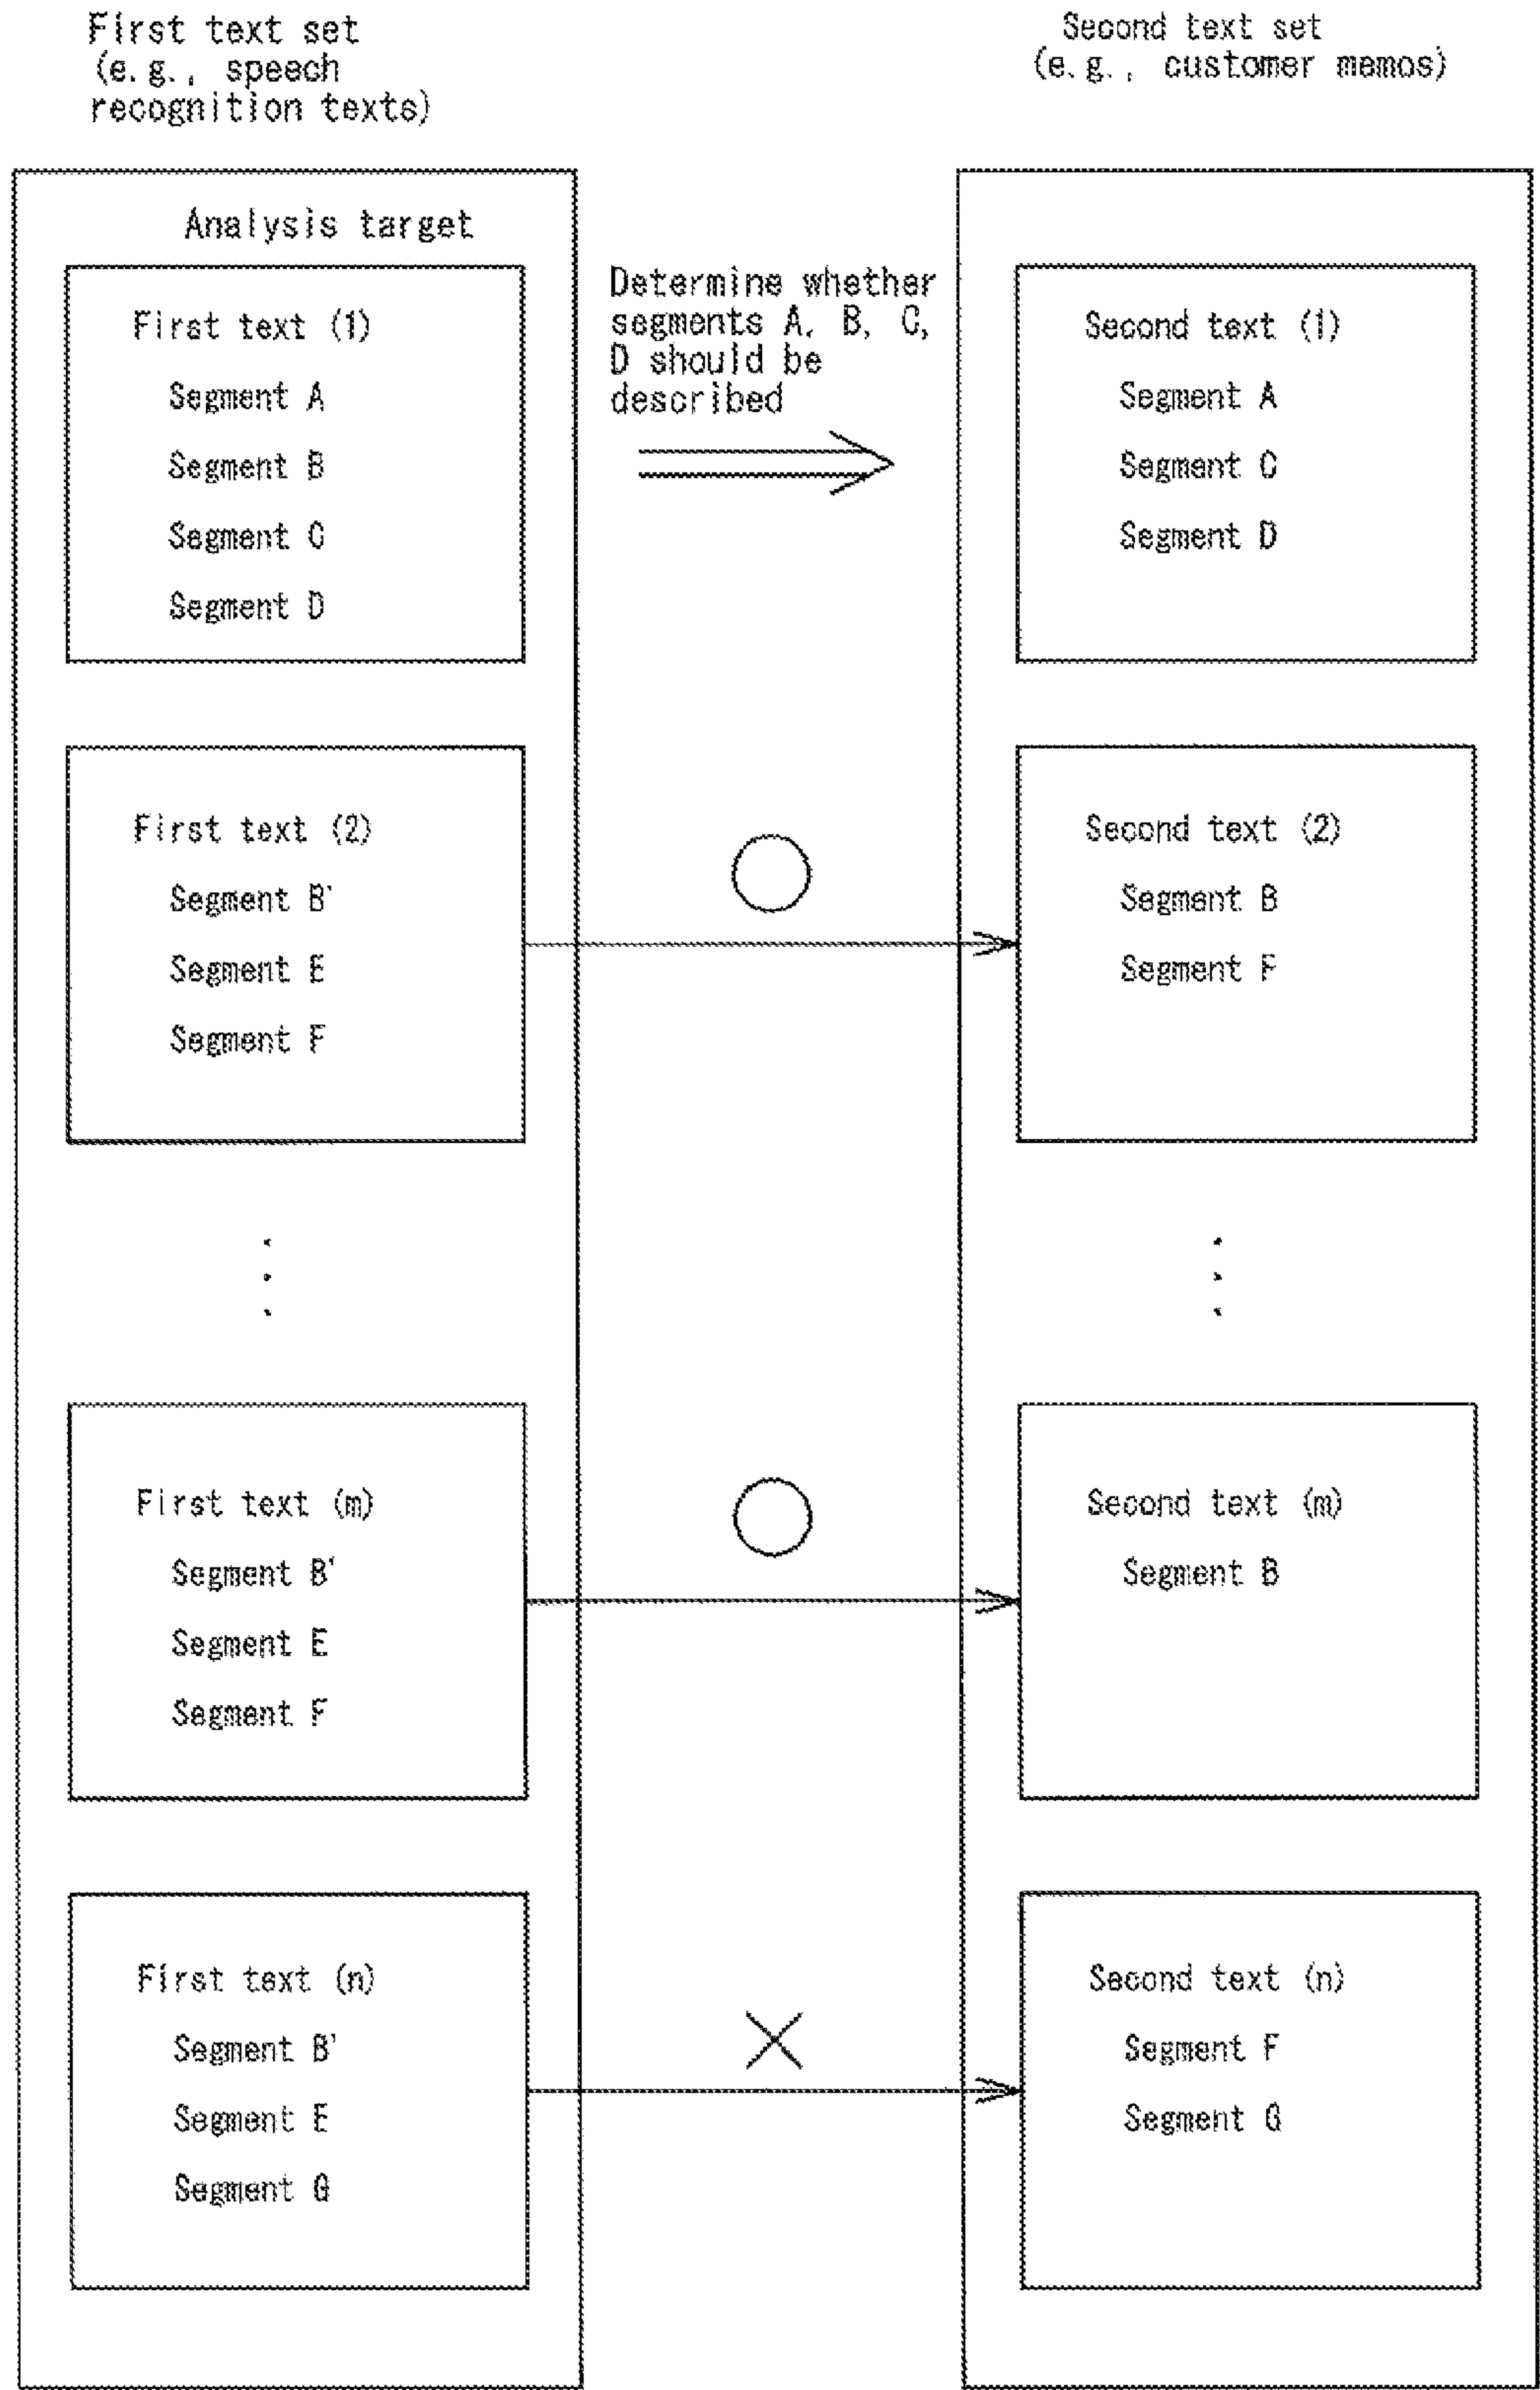 First text set
(e.g., speech
recognition texts)
Second text set
(e.g., customer memos)
Analysis target
First text (1)
Segment A
Segment B
Segment C
Segment D
Determine whether
segments A, B, C,
D should be
described
Second text (1)
Segment A
Segment C
Segment D
First text (2)
Segment B'
Segment E
Segment F
Second text (2)
Segment B
Segment F
First text (m)
Segment B'
Segment E
Segment F
Second text (m)
Segment B
First text (n)
Segment B'
Segment E
Segment G
Second text (n)
Segment F
Segment G